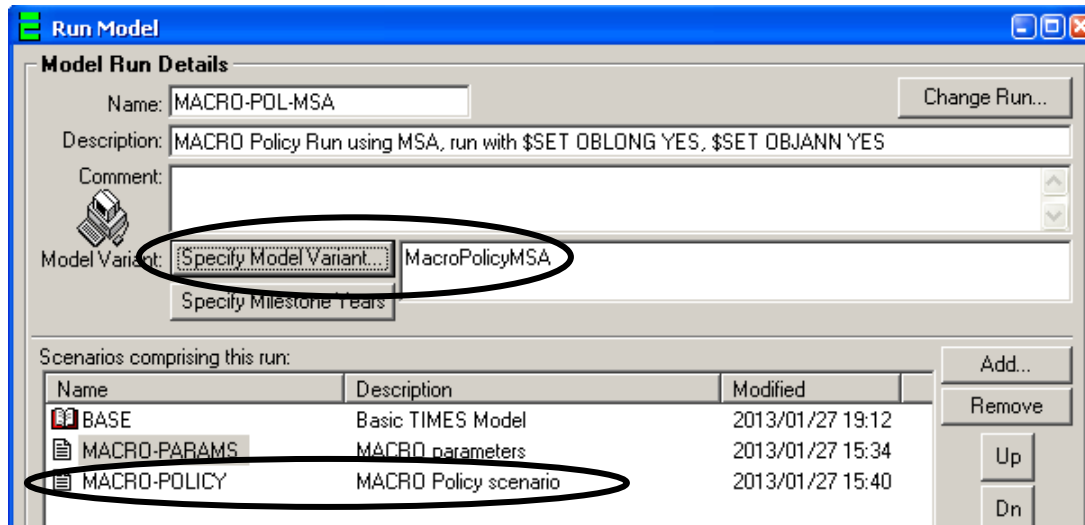 Run Model
Model Run Details
Name: MACRO-POL-MSA
Change Run...
Description: MACRO Policy Run using MSA, run with $SET OBLONG YES, $SET OBJANN YES
Comment:
Model Variant: Specify Model Variant... MacroPolicyMSA
Specify Milestone Years
Scenarios comprising this run:
Add...
Name Description Modified
Remove
BASE Basic TIMES Model 2013/01/27 19:12
MACRO-PARAMS MACRO parameters 2013/01/27 15:34
Up
MACRO-POLICY MACRO Policy scenario 2013/01/27 15:40
Dn